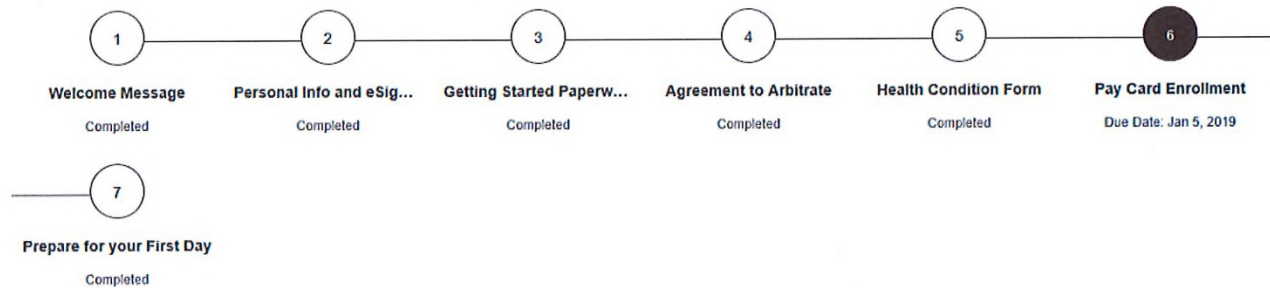 1 2 3 4 5 6
Welcome Message Personal Info and eSig... Getting Started Paperw... Agreement to Arbitrate Health Condition Form Pay Card Enrollment
Completed Completed Completed Completed Completed Due Date: Jan 5, 2019
7
Prepare for your First Day
Completed